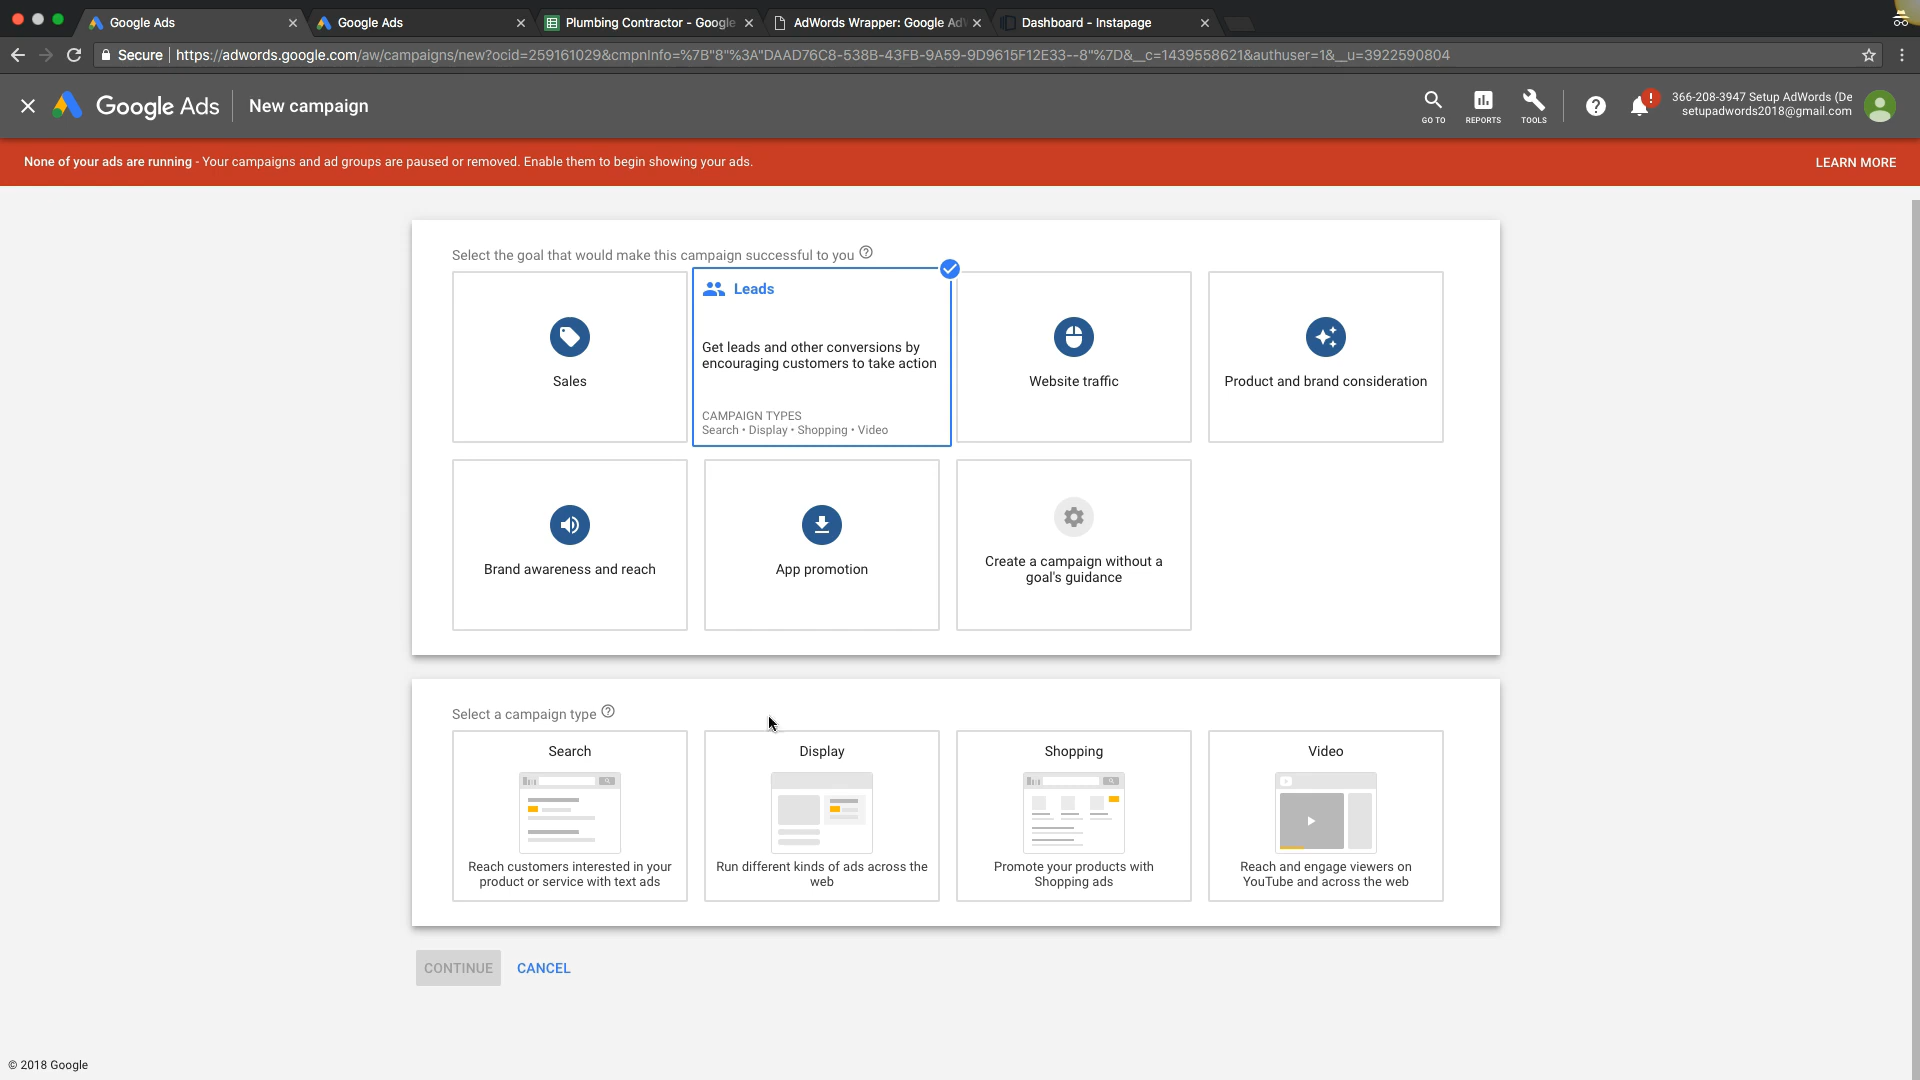 Google Ads
Google Ads
Plumbing Contractor - Google
AdWords Wrapper: Google Ad
Dashboard - Instapage
Secure
https://adwords.google.com/aw/campaigns/new?ocid=259161029&cmpnInfo=%7B"8"%3A"DAAD76C8-538B-43FB-9A59-9D9615F12E33--8"%7D&__c=1439558621&authuser=1&__u=3922590804
Google Ads
New campaign
GO TO
REPORTS
TOOLS
366-208-3947 Setup AdWords (De
setupadwords2018@gmail.com
None of your ads are running - Your campaigns and ad groups are paused or removed. Enable them to begin showing your ads.
LEARN MORE
Select the goal that would make this campaign successful to you
Sales
Leads
Get leads and other conversions by
encouraging customers to take action
CAMPAIGN TYPES
Search • Display • Shopping • Video
Website traffic
Product and brand consideration
Brand awareness and reach
App promotion
Create a campaign without a
goal's guidance
Select a campaign type
Search
Reach customers interested in your
product or service with text ads
Display
Run different kinds of ads across the
web
Shopping
Promote your products with
Shopping ads
Video
Reach and engage viewers on
YouTube and across the web
CONTINUE
CANCEL
© 2018 Google